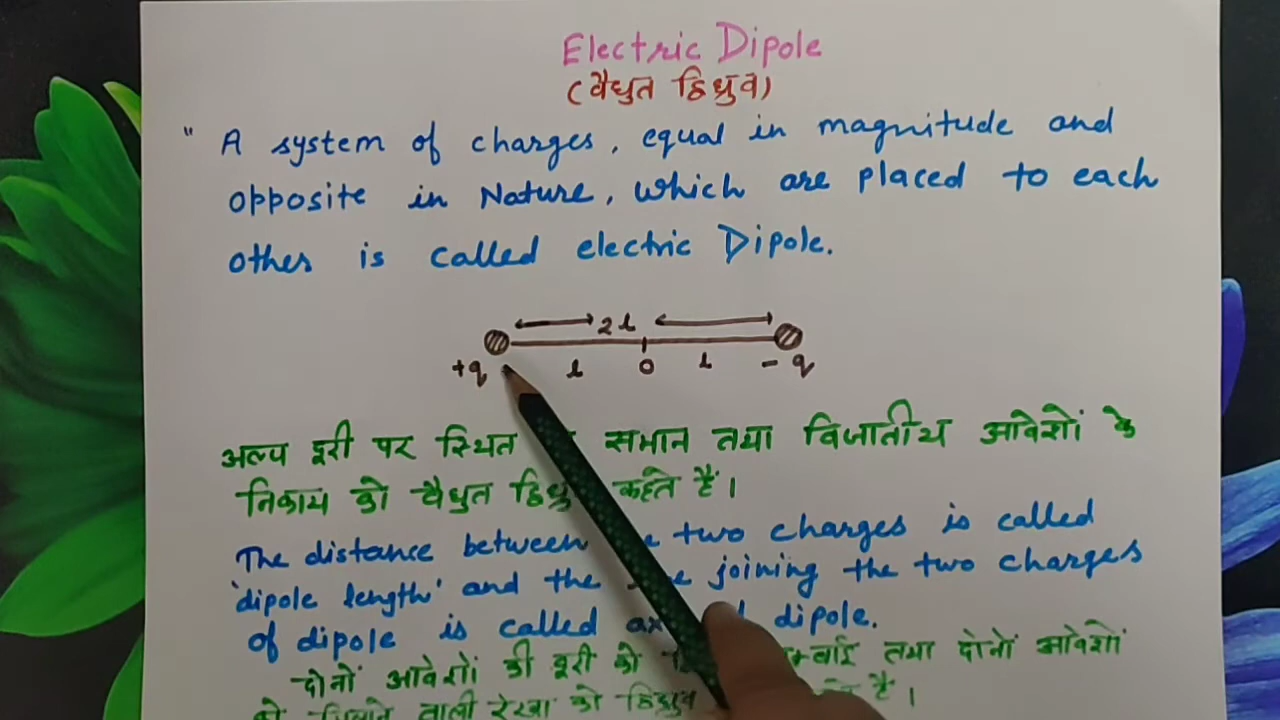 Electric Dipole
(वैधुत द्विध्रुव)
" A system of charges, equal in magnitude and
opposite in Nature, which are placed to each
other is called electric Dipole.
2l
+q l O l - q
अल्प दूरी पर स्थित समान तथा विजातीय आवेशों के
निकाय को वैधुत कहते हैं।
The distance between two charges is called
'dipole length' and the joining the two charges
of dipole is called dipole.
दोनों आवेशों की दूरी को तथा दोनों आवेशों
को मिलाने वाली रेखा को द्विध्रुव